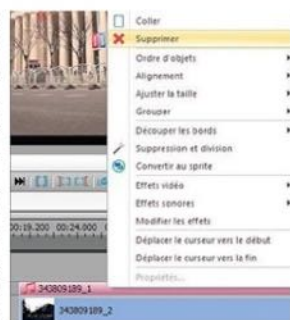 Coller
Supprimer
Ordre d'objets
Alignement
Ajuster la taille
Grouper
Découper les bords
Suppression et division
Convertir au sprite
Effets vidéo
Effets sonores
Modifier les effets
Déplacer le curseur vers le début
Déplacer le curseur vers la fin
Propriétés...
00:19.200 00:24.000
343809189_1
343809189_2